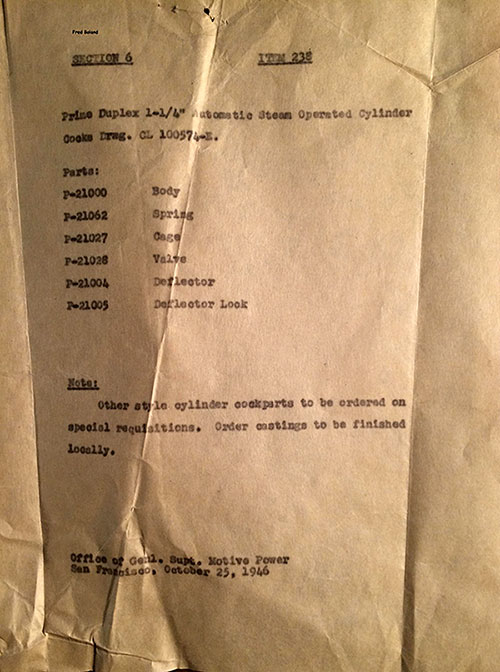 Fred Boland
SECTION 6 ITEM 238
Prime Duplex 1-1/4" Automatic Steam Operated Cylinder
Cocks Drwg. CL 100574-E.
Parts:
P-21000 Body
P-21062 Spring
P-21027 Cage
P-21028 Valve
P-21004 Deflector
P-21005 Deflector Lock
Note:
Other style cylinder cockparts to be ordered on
special requisitions. Order castings to be finished
locally.
Office of Genl. Supt. Motive Power
San Francisco, October 25, 1946